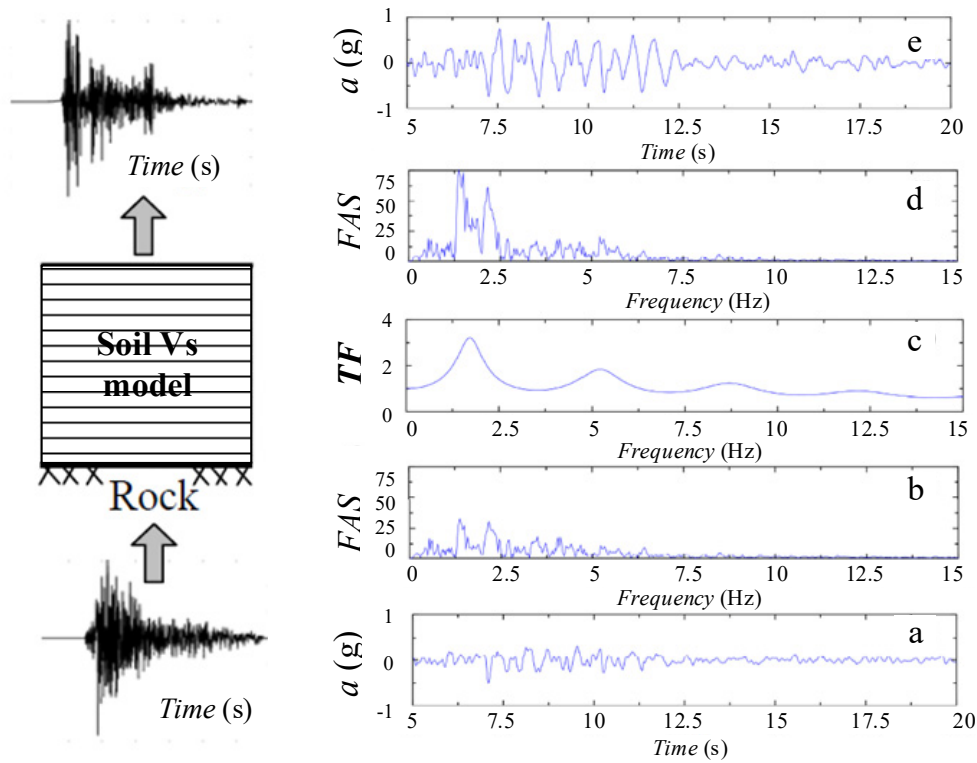 Time (s)
Soil Vs
model
Rock
Time (s)
e
a (g)
1
0
-1
5 7.5 10 12.5 15 17.5 20
Time (s)
d
FAS
75
50
25
0
0 2.5 5 7.5 10 12.5 15
Frequency (Hz)
c
TF
4
2
0
0 2.5 5 7.5 10 12.5 15
Frequency (Hz)
b
FAS
75
50
25
0
0 2.5 5 7.5 10 12.5 15
Frequency (Hz)
a
a (g)
1
0
-1
5 7.5 10 12.5 15 17.5 20
Time (s)